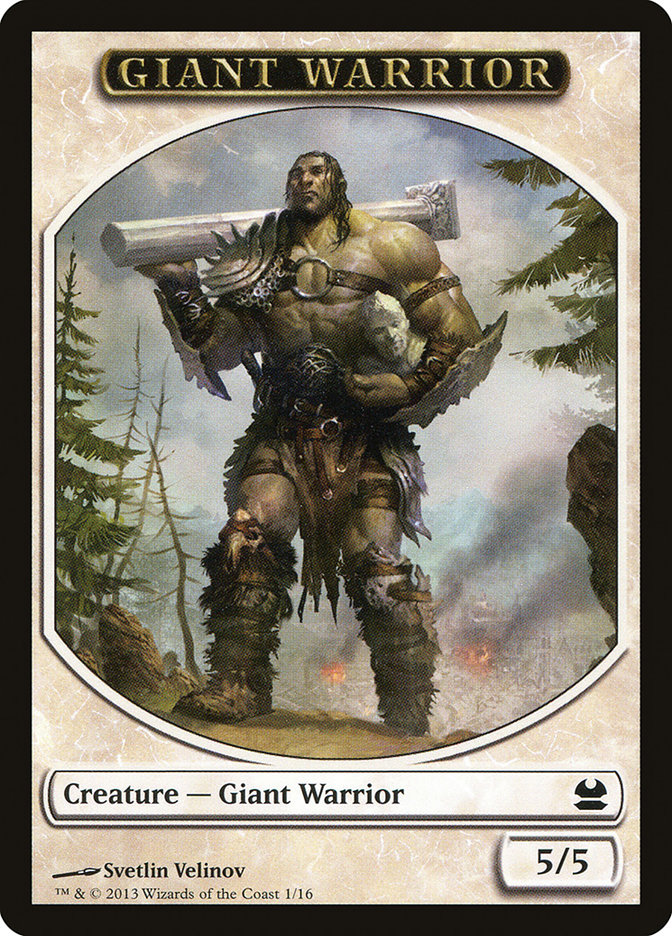 GIANT WARRIOR
Creature — Giant Warrior
5/5
Svetlin Velinov
™ & © 2013 Wizards of the Coast 1/16